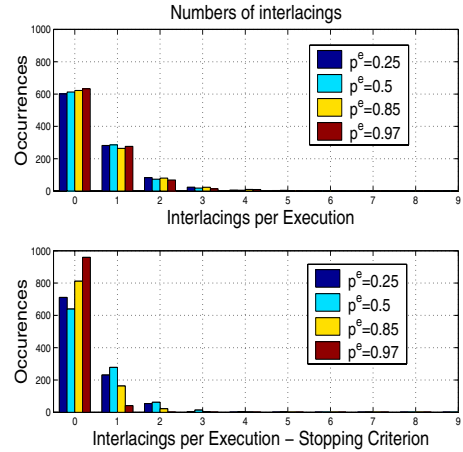 Numbers of interlacings
1000
800
600
400
200
0
Occurrences
p^e=0.25
p^e=0.5
p^e=0.85
p^e=0.97
0 1 2 3 4 5 6 7 8 9
Interlacings per Execution
1000
800
600
400
200
0
Occurences
p^e=0.25
p^e=0.5
p^e=0.85
p^e=0.97
0 1 2 3 4 5 6 7 8 9
Interlacings per Execution − Stopping Criterion